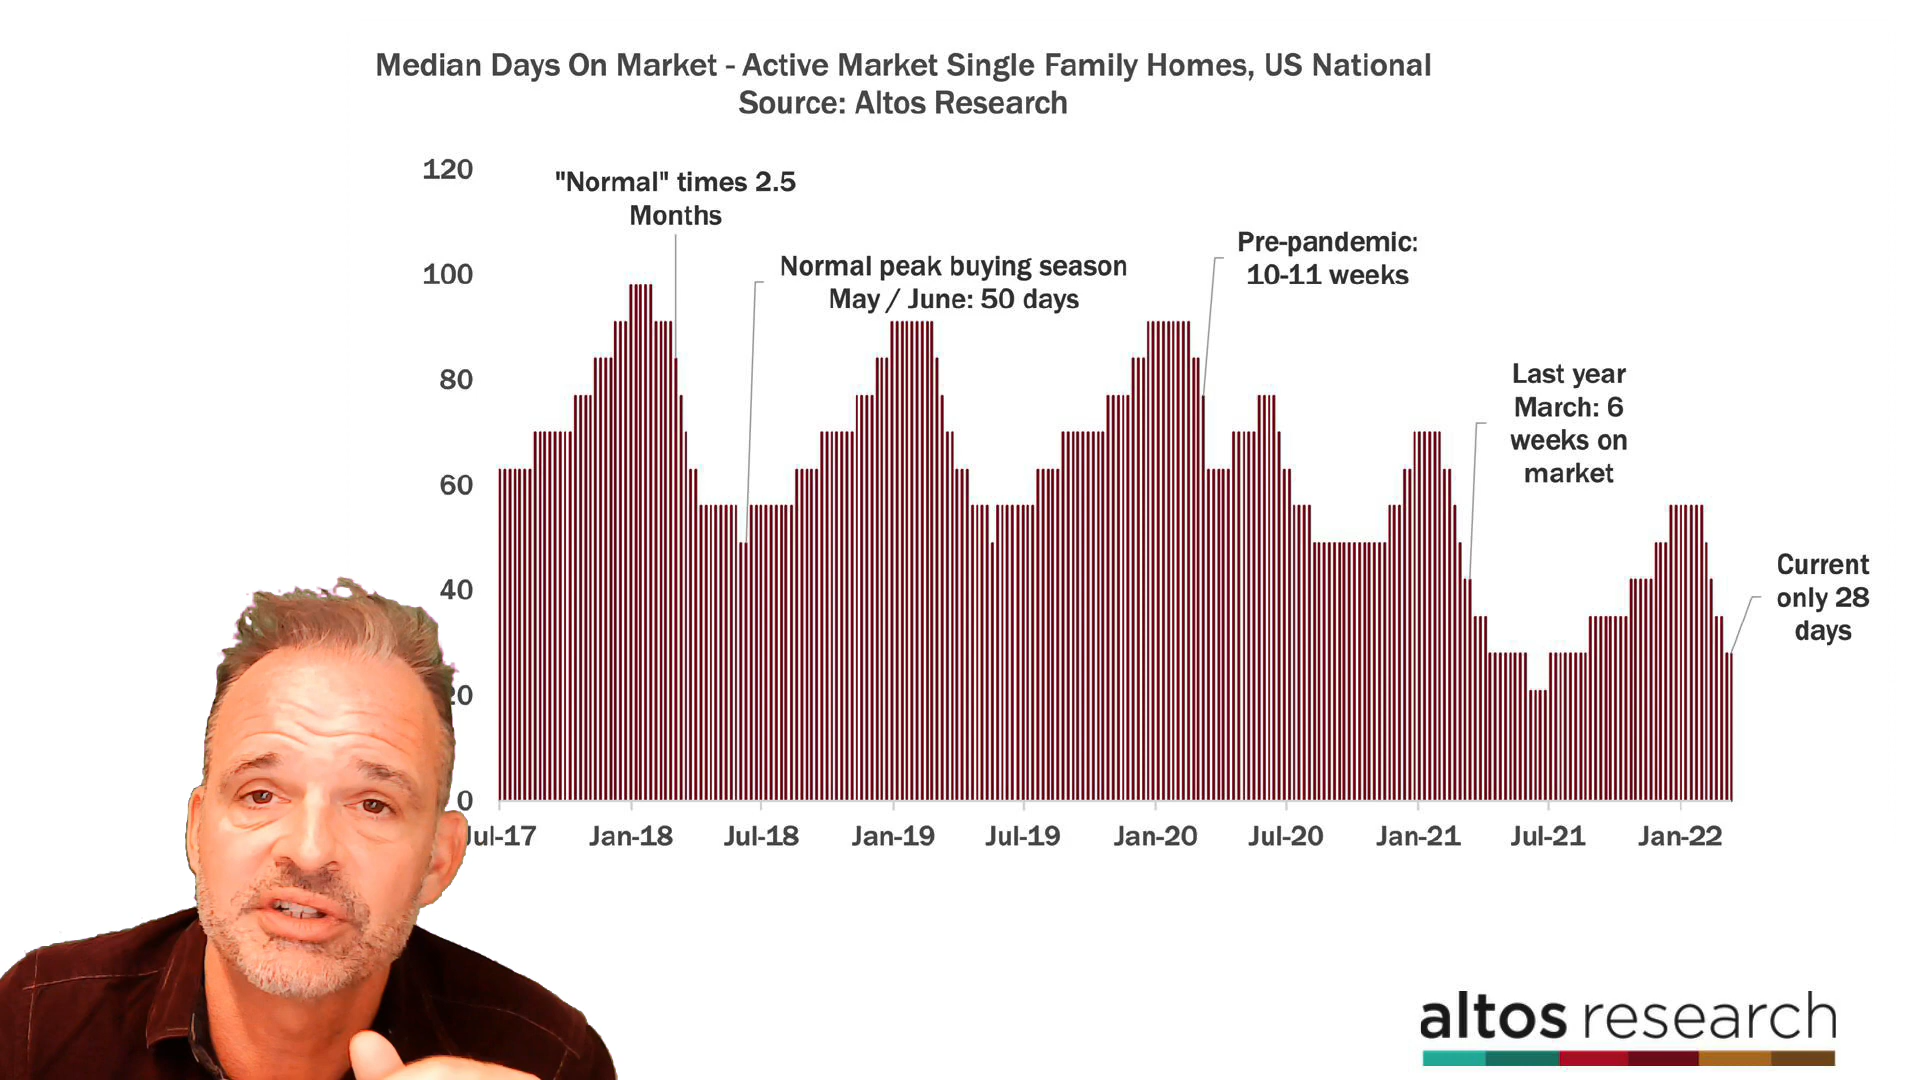 Median Days On Market - Active Market Single Family Homes, US National
Source: Altos Research
120
100
80
60
40
20
0
"Normal" times 2.5
Months
Normal peak buying season
May / June: 50 days
Pre-pandemic:
10-11 weeks
Last year
March: 6
weeks on
market
Current
only 28
days
Jul-17 Jan-18 Jul-18 Jan-19 Jul-19 Jan-20 Jul-20 Jan-21 Jul-21 Jan-22
altos research